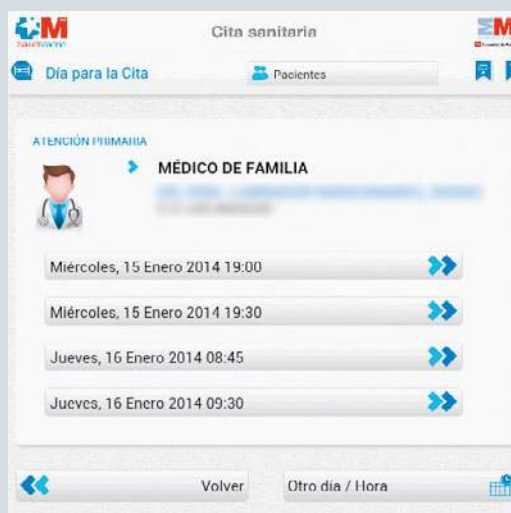 Cita sanitaria
Día para la Cita
Pacientes
ATENCIÓN PRIMARIA
MÉDICO DE FAMILIA
Miércoles, 15 Enero 2014 19:00
Miércoles, 15 Enero 2014 19:30
Jueves, 16 Enero 2014 08:45
Jueves, 16 Enero 2014 09:30
Volver
Otro día / Hora